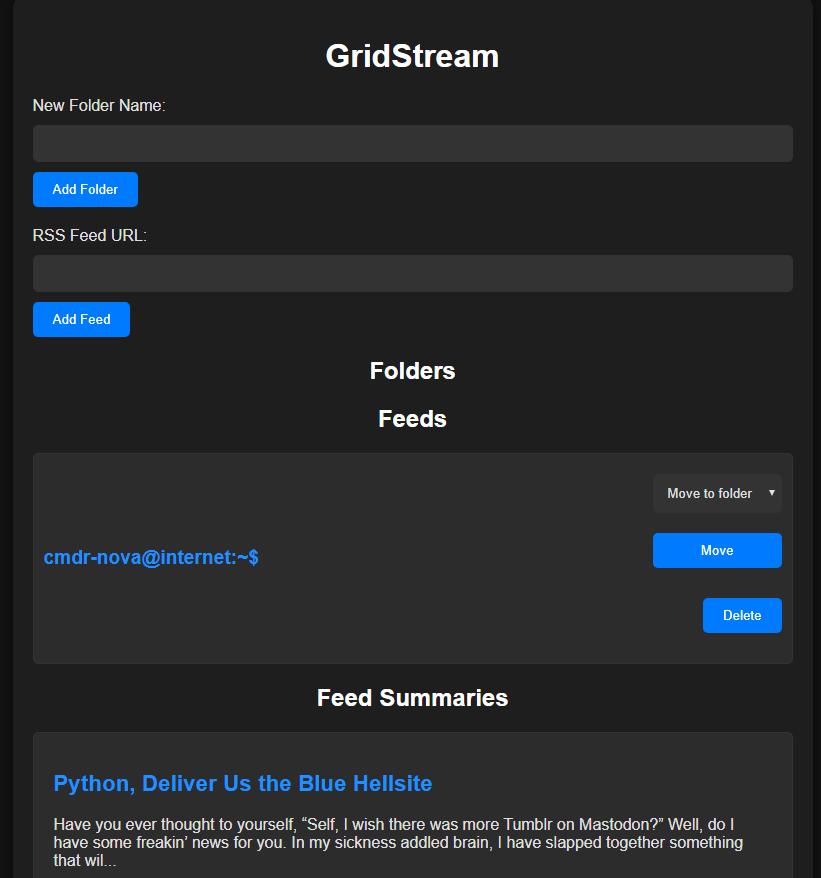 GridStream
New Folder Name:
Add Folder
RSS Feed URL:
Add Feed
Folders
Feeds
Move to folder
cmdr-nova@internet:~$
Move
Delete
Feed Summaries
Python, Deliver Us the Blue Hellsite
Have you ever thought to yourself, “Self, I wish there was more Tumblr on Mastodon?” Well, do I
have some freakin’ news for you. In my sickness addled brain, I have slapped together something
that wil...